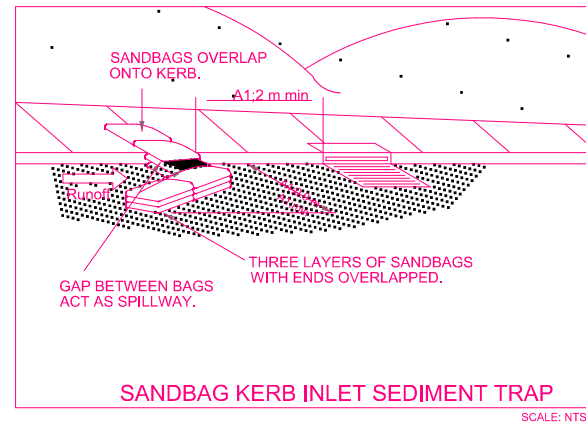 SANDBAGS OVERLAP
ONTO KERB.
A1;2 m min
Runoff
GAP BETWEEN BAGS
ACT AS SPILLWAY.
THREE LAYERS OF SANDBAGS
WITH ENDS OVERLAPPED.
SANDBAG KERB INLET SEDIMENT TRAP
SCALE: NTS